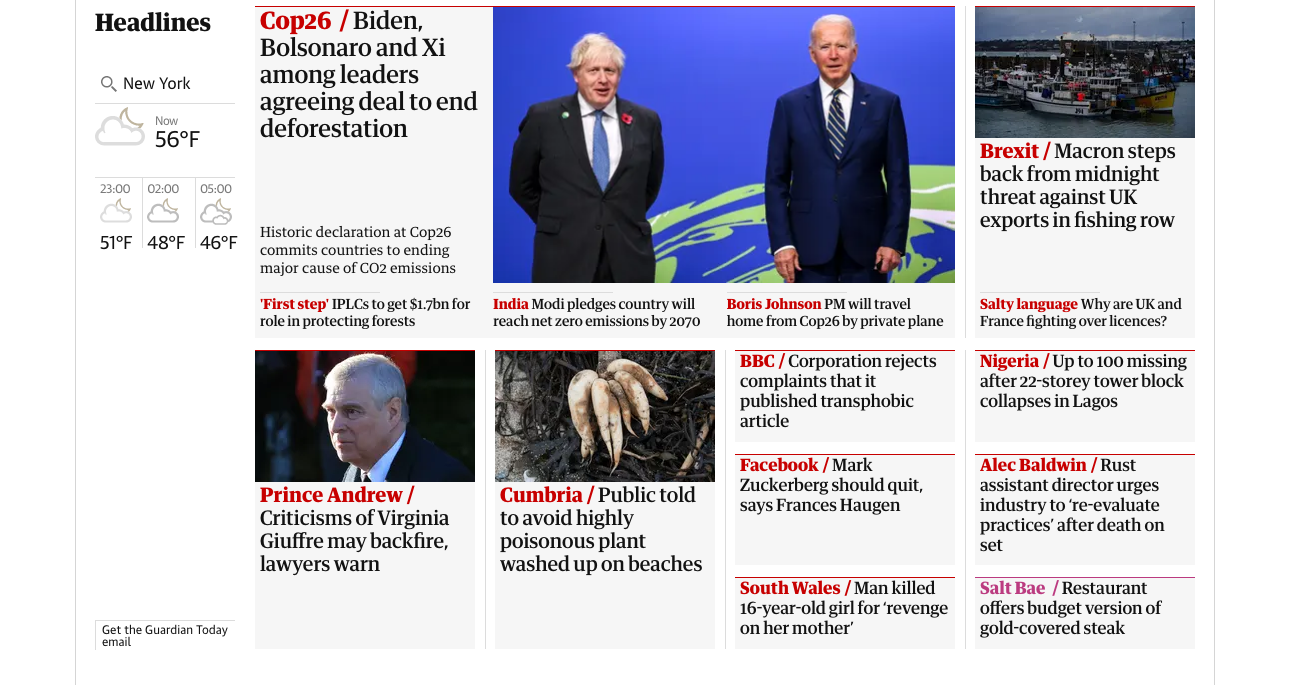 Headlines
New York
Now
56°F
23:00
51°F
02:00
48°F
05:00
46°F
Get the Guardian Today
email
Cop26 / Biden,
Bolsonaro and Xi
among leaders
agreeing deal to end
deforestation
Historic declaration at Cop26
commits countries to ending
major cause of CO2 emissions
'First step' IPLCs to get $1.7bn for
role in protecting forests
India Modi pledges country will
reach net zero emissions by 2070
Boris Johnson PM will travel
home from Cop26 by private plane
Brexit / Macron steps
back from midnight
threat against UK
exports in fishing row
Salty language Why are UK and
France fighting over licences?
Prince Andrew /
Criticisms of Virginia
Giuffre may backfire,
lawyers warn
Cumbria / Public told
to avoid highly
poisonous plant
washed up on beaches
BBC / Corporation rejects
complaints that it
published transphobic
article
Nigeria / Up to 100 missing
after 22-storey tower block
collapses in Lagos
Facebook / Mark
Zuckerberg should quit,
says Frances Haugen
Alec Baldwin / Rust
assistant director urges
industry to ‘re-evaluate
practices’ after death on
set
South Wales / Man killed
16-year-old girl for ‘revenge
on her mother’
Salt Bae / Restaurant
offers budget version of
gold-covered steak